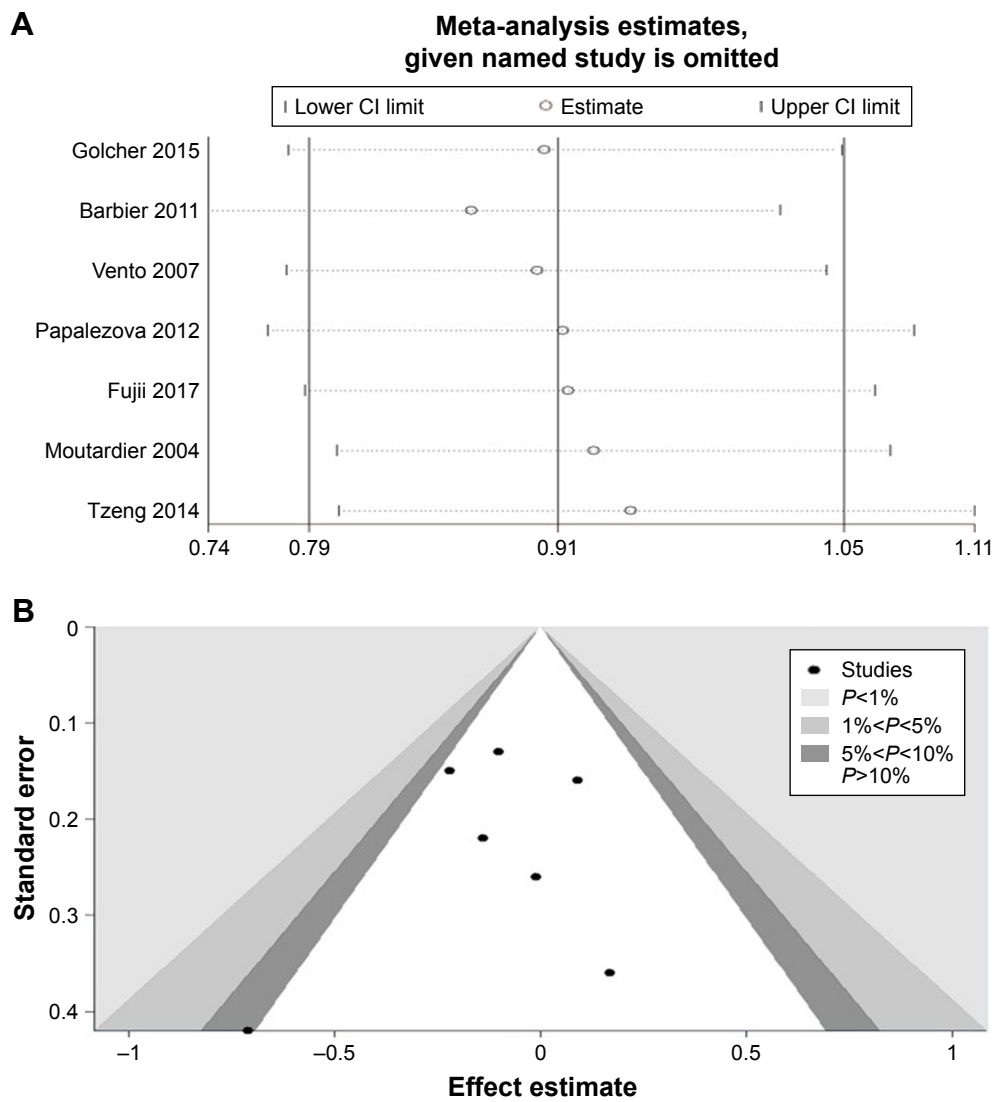 A
Meta-analysis estimates,
given named study is omitted
Lower CI limit
Estimate
Upper CI limit
Golcher 2015
Barbier 2011
Vento 2007
Papalezova 2012
Fujii 2017
Moutardier 2004
Tzeng 2014
0.74 0.79 0.91 1.05 1.11
B
Standard error
0
0.1
0.2
0.3
0.4
Studies
P<1%
1%<P<5%
5%<P<10%
P>10%
–1 –0.5 0 0.5 1
Effect estimate